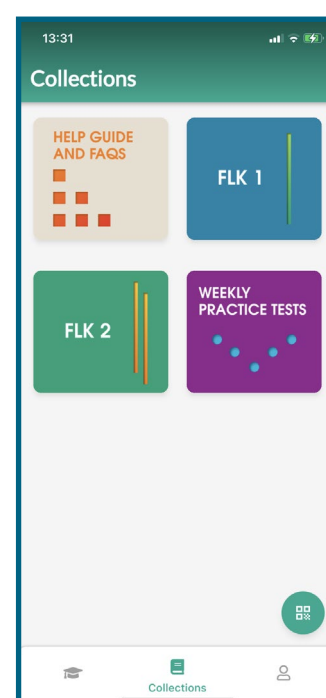 13:31
Collections
HELP GUIDE
AND FAQS
FLK 1
FLK 2
WEEKLY
PRACTICE TESTS
Collections